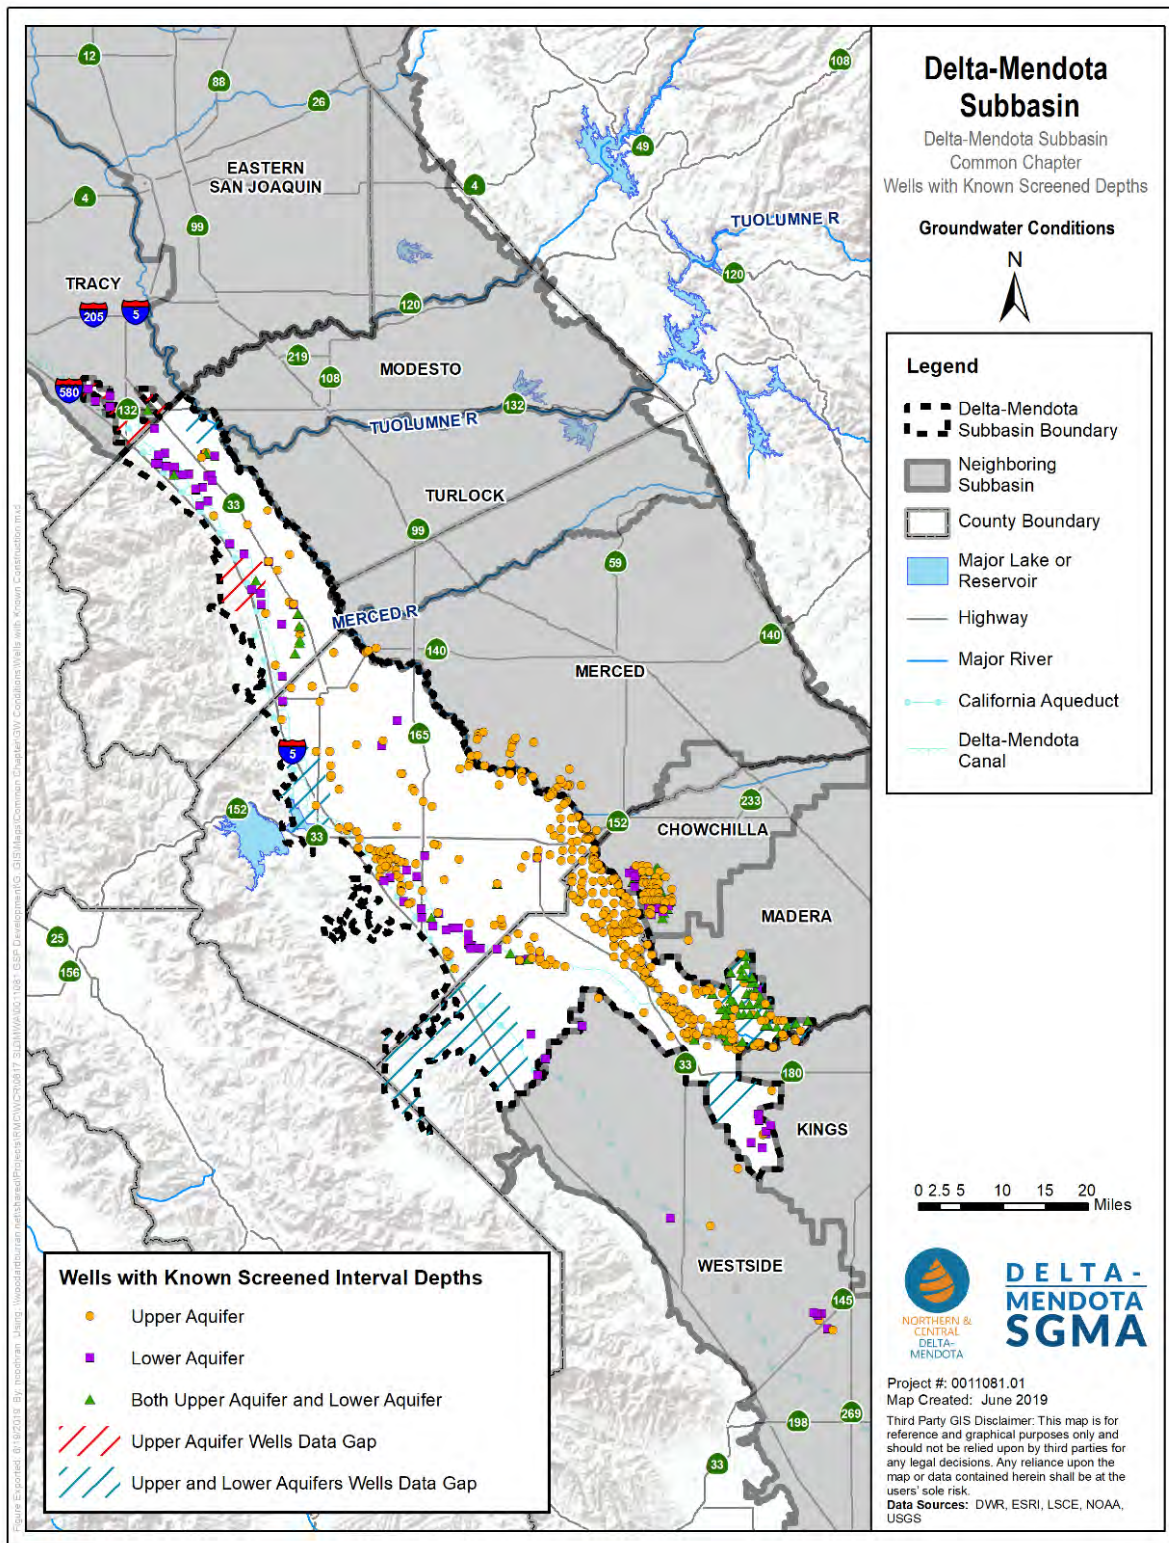 Delta-Mendota
Subbasin
Delta-Mendota Subbasin
Common Chapter
Wells with Known Screened Depths
Groundwater Conditions
N
Legend
Delta-Mendota
Subbasin Boundary
Neighboring
Subbasin
County Boundary
Major Lake or
Reservoir
Highway
Major River
California Aqueduct
Delta-Mendota
Canal
0 2.5 5 10 15 20
Miles
NORTHERN &
CENTRAL
DELTA-
MENDOTA
DELTA-
MENDOTA
SGMA
Project #: 0011081.01
Map Created: June 2019
Third Party GIS Disclaimer: This map is for
reference and graphical purposes only and
should not be relied upon by third parties for
any legal decisions. Any reliance upon the
map or data contained herein shall be at the
users' sole risk.
Data Sources: DWR, ESRI, LSCE, NOAA,
USGS
12
88
26
108
49
EASTERN
SAN JOAQUIN
4
4
99
TUOLUMNE R
120
TRACY
205
5
120
219
108
MODESTO
580
132
132
TUOLUMNE R
TURLOCK
33
99
59
MERCED R
140
140
MERCED
165
5
152
33
152
233
CHOWCHILLA
MADERA
25
156
33
180
KINGS
WESTSIDE
145
198
269
33
Wells with Known Screened Interval Depths
Upper Aquifer
Lower Aquifer
Both Upper Aquifer and Lower Aquifer
Upper Aquifer Wells Data Gap
Upper and Lower Aquifers Wells Data Gap